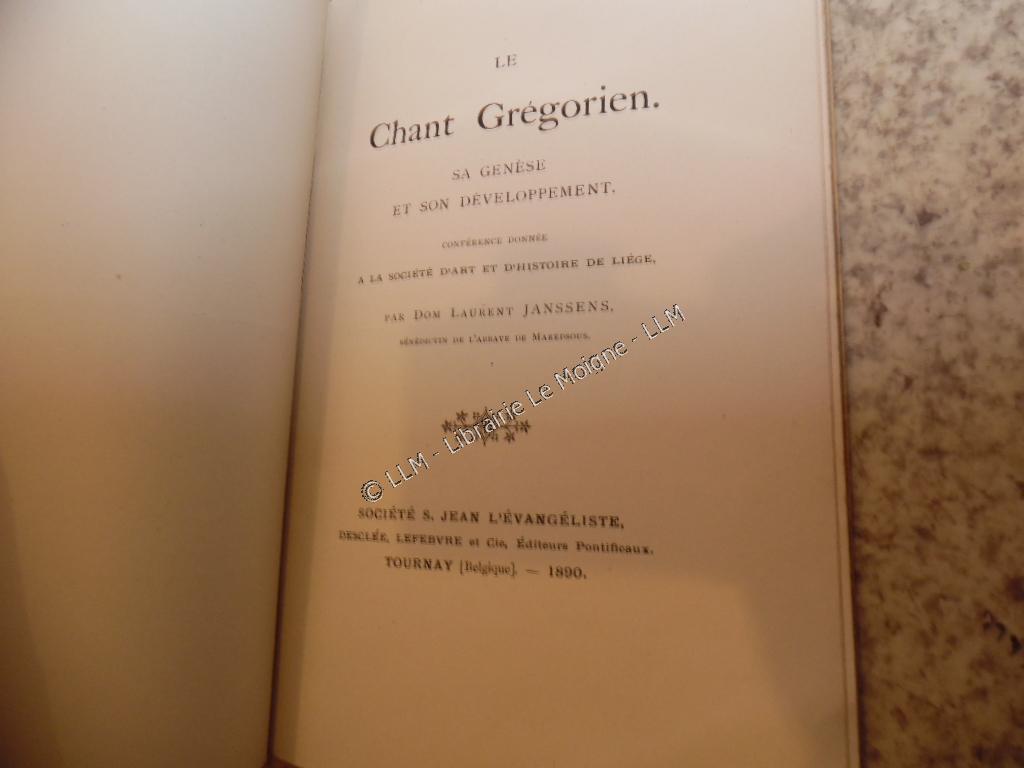 LE
Chant Grégorien.
SA GENÈSE
ET SON DÉVELOPPEMENT.
CONFÉRENCE DONNÉE
A LA SOCIÉTÉ D'ART ET D'HISTOIRE DE LIÉGE,
PAR DOM LAURENT JANSSENS,
BÉNÉDICTIN DE L'ABBAYE DE MAREDSOUS.
© LLM - Librairie Le Moigne - LLM
SOCIÉTÉ S. JEAN L'ÉVANGÉLISTE,
DESCLÉE, LEFEBVRE et Cie, Éditeurs Pontificaux.
TOURNAY [Belgique]. — 1890.